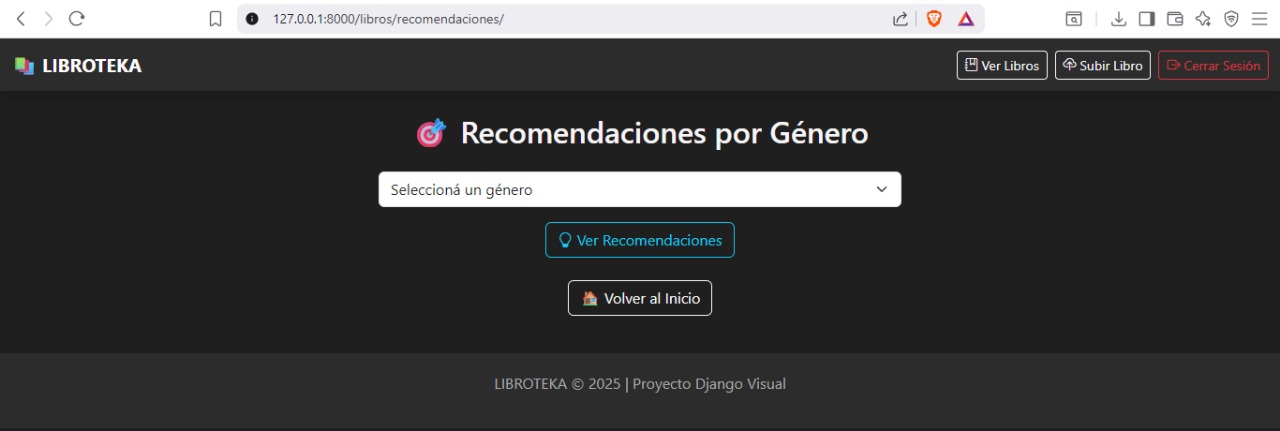 127.0.0.1:8000/libros/recomendaciones/
LIBROTEKA
Ver Libros
Subir Libro
Cerrar Sesión
Recomendaciones por Género
Seleccioná un género
Ver Recomendaciones
Volver al Inicio
LIBROTEKA © 2025 | Proyecto Django Visual